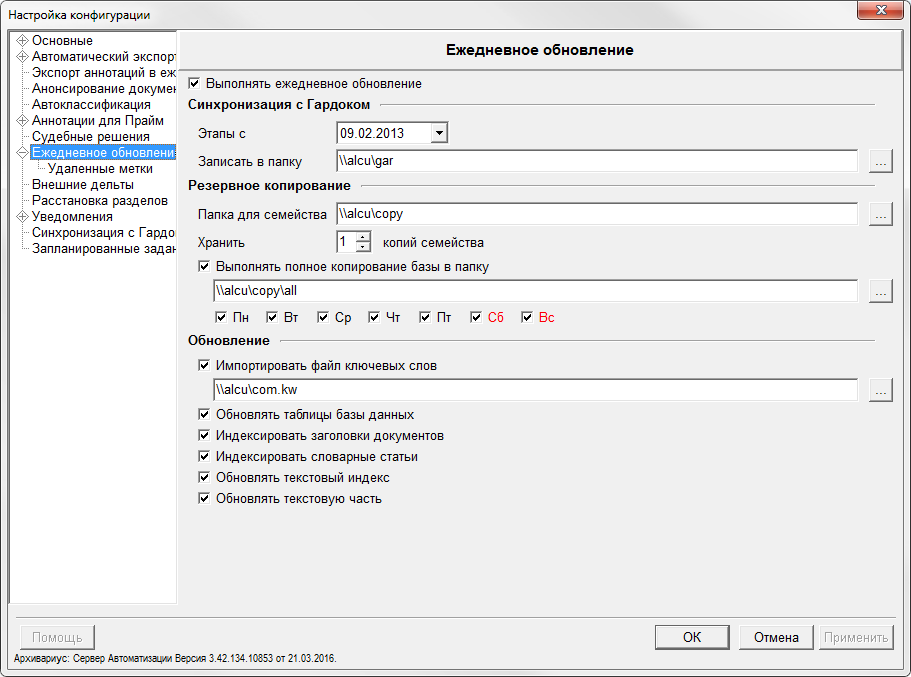 Настройка конфигурации
Основные
Автоматический экспорт
Экспорт аннотаций в еж
Анонсирование докумен
Автоклассификация
Аннотации для Прайм
Судебные решения
Ежедневное обновлени
Удаленные метки
Внешние дельты
Расстановка разделов
Уведомления
Синхронизация с Гардо
Запланированные задан
Ежедневное обновление
Выполнять ежедневное обновление
Синхронизация с Гардоком
Этапы с 09.02.2013
Записать в папку \\alcu\gar ...
Резервное копирование
Папка для семейства \\alcu\copy ...
Хранить 1 копий семейства
Выполнять полное копирование базы в папку
\\alcu\copy\all ...
Пн Вт Ср Чт Пт Сб Вс
Обновление
Импортировать файл ключевых слов
\\alcu\com.kw ...
Обновлять таблицы базы данных
Индексировать заголовки документов
Индексировать словарные статьи
Обновлять текстовый индекс
Обновлять текстовую часть
Помощь OK Отмена Применить
Архивариус: Сервер Автоматизации Версия 3.42.134.10853 от 21.03.2016.